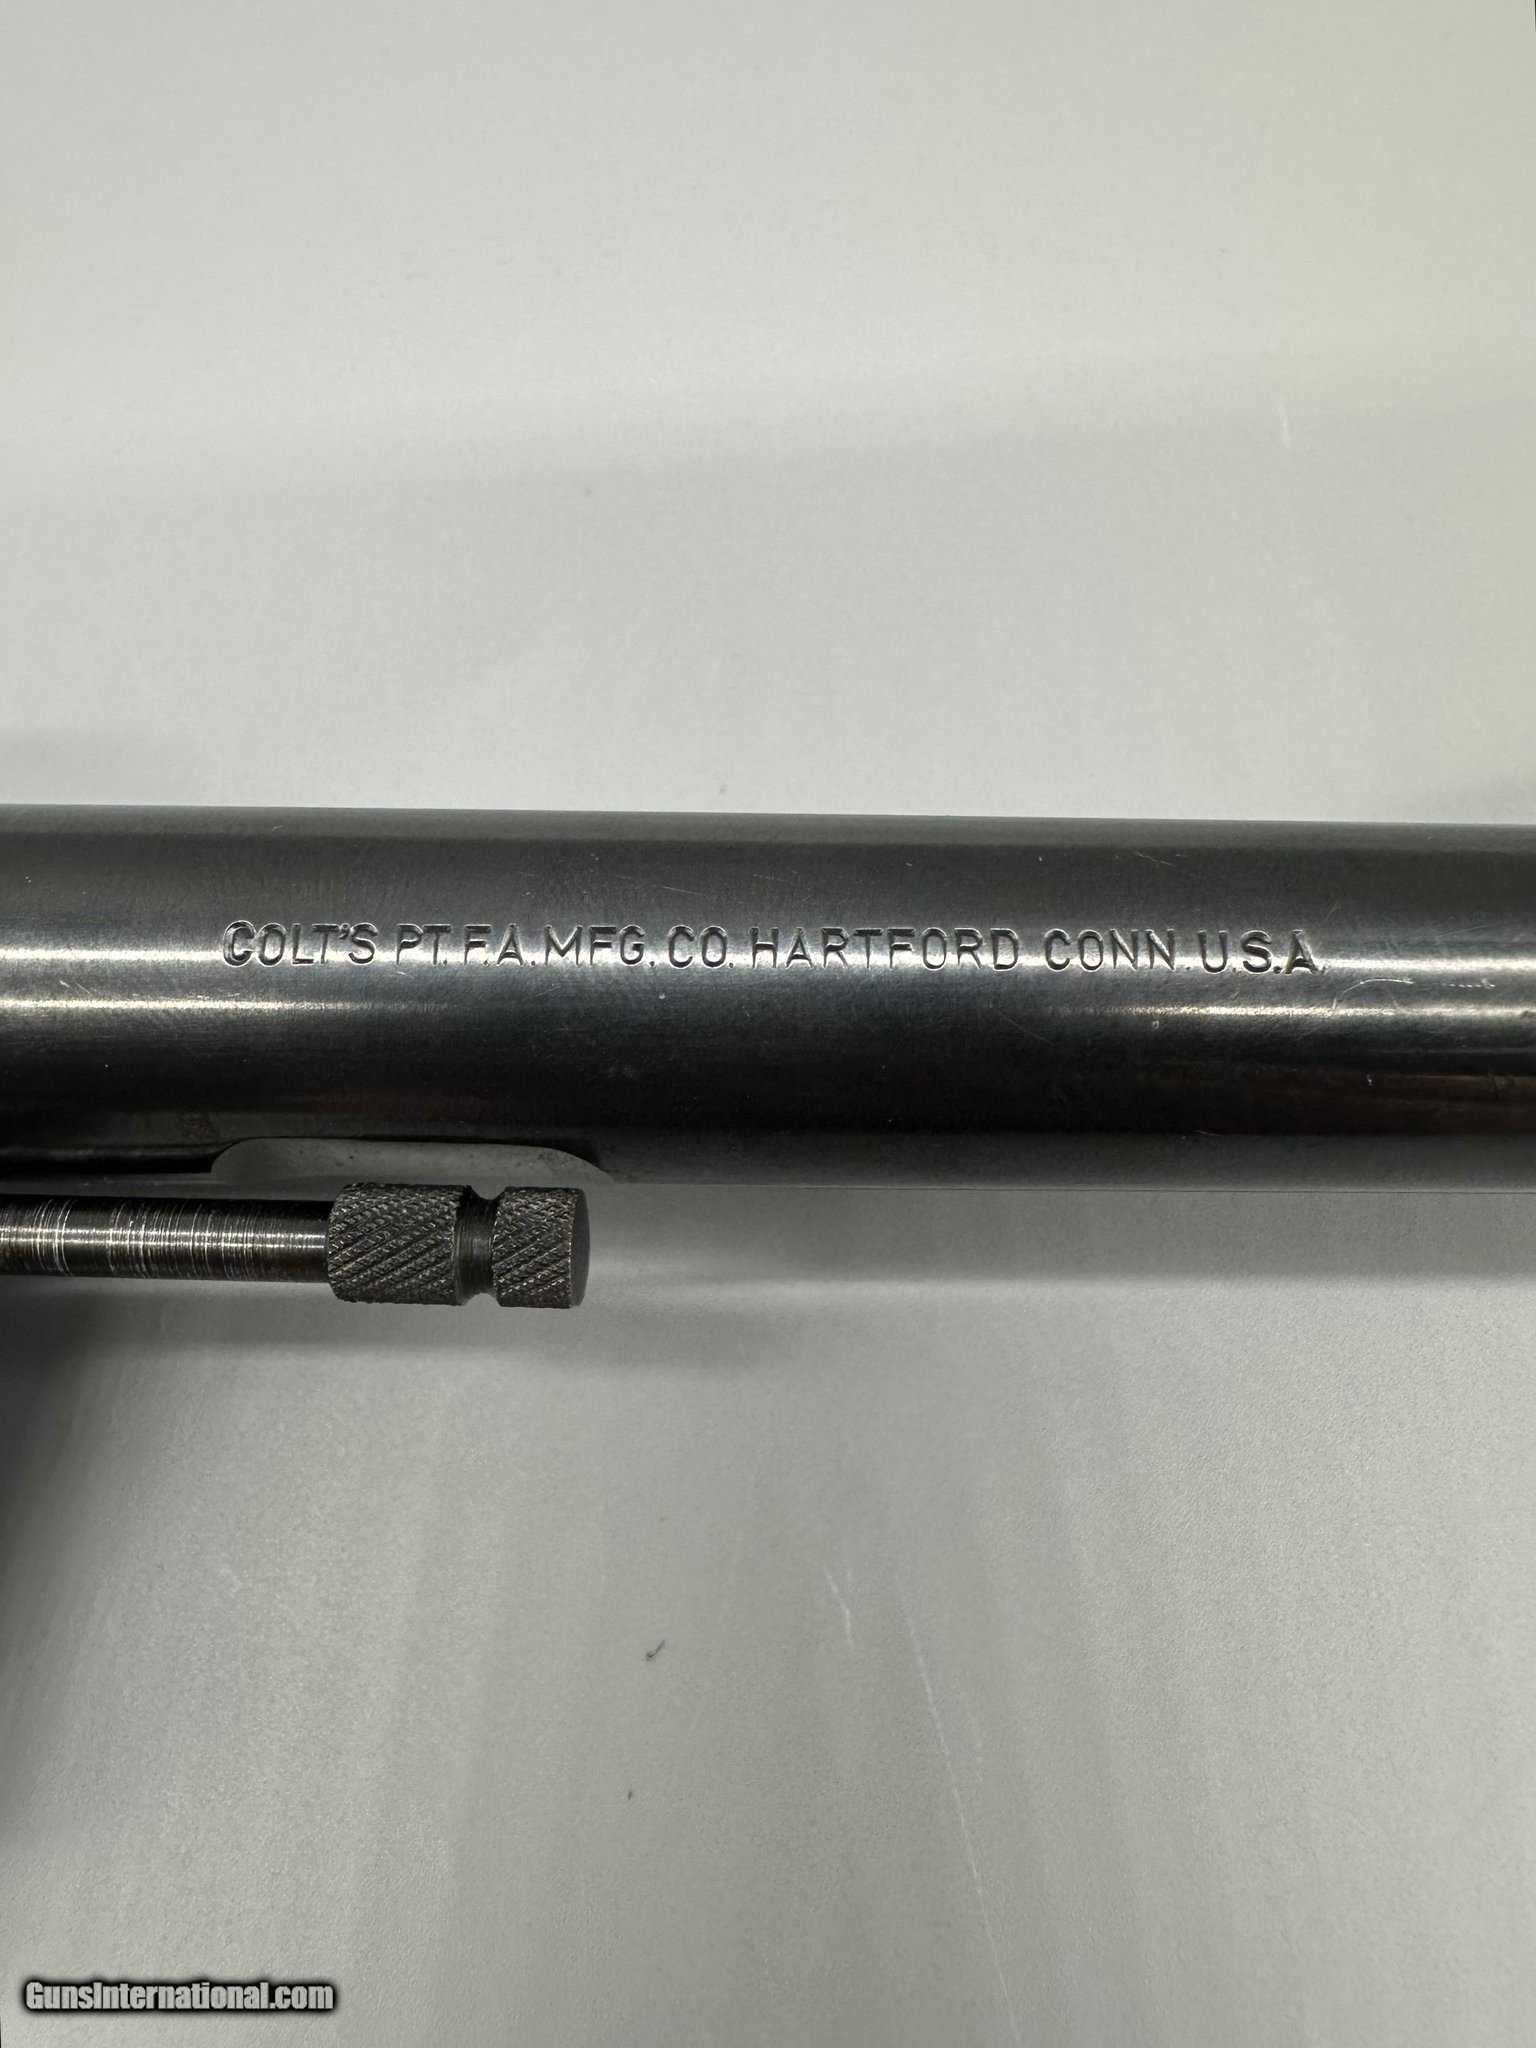 COLT'S PT. F.A. MFG. CO. HARTFORD CONN. U.S.A.
GunsInternational.com